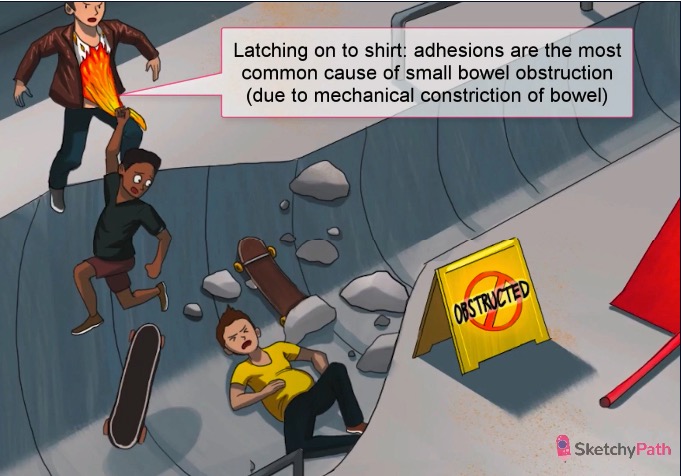 Latching on to shirt: adhesions are the most
common cause of small bowel obstruction
(due to mechanical constriction of bowel)
OBSTRUCTED
SketchyPath